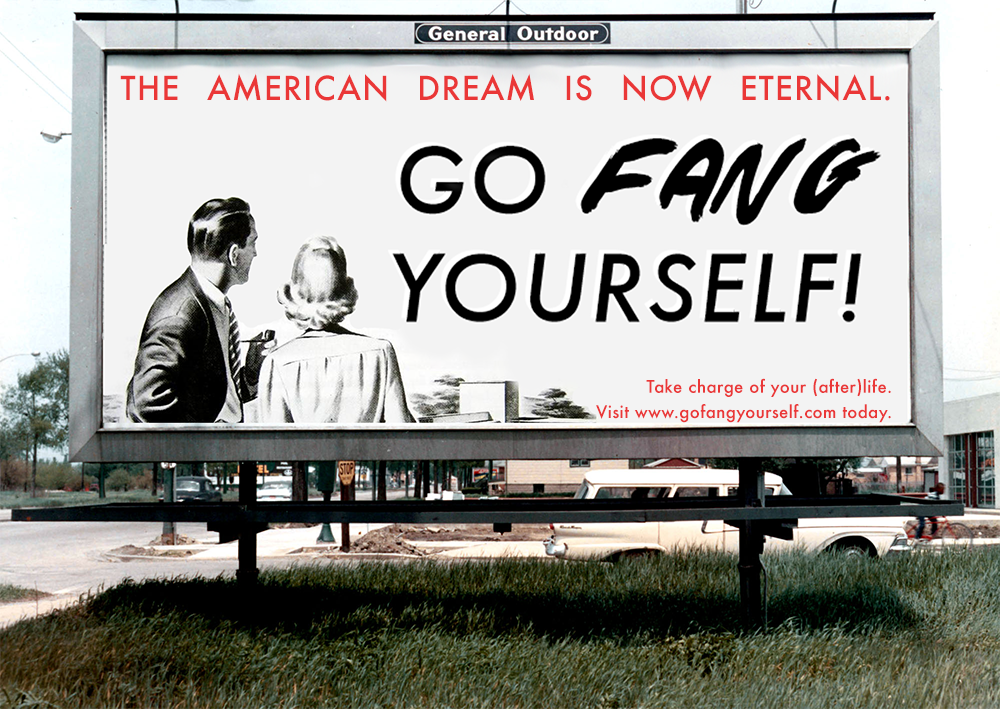 General Outdoor
THE AMERICAN DREAM IS NOW ETERNAL.
GO FANG
YOURSELF!
Take charge of your (after)life.
Visit www.gofangyourself.com today.
STOP